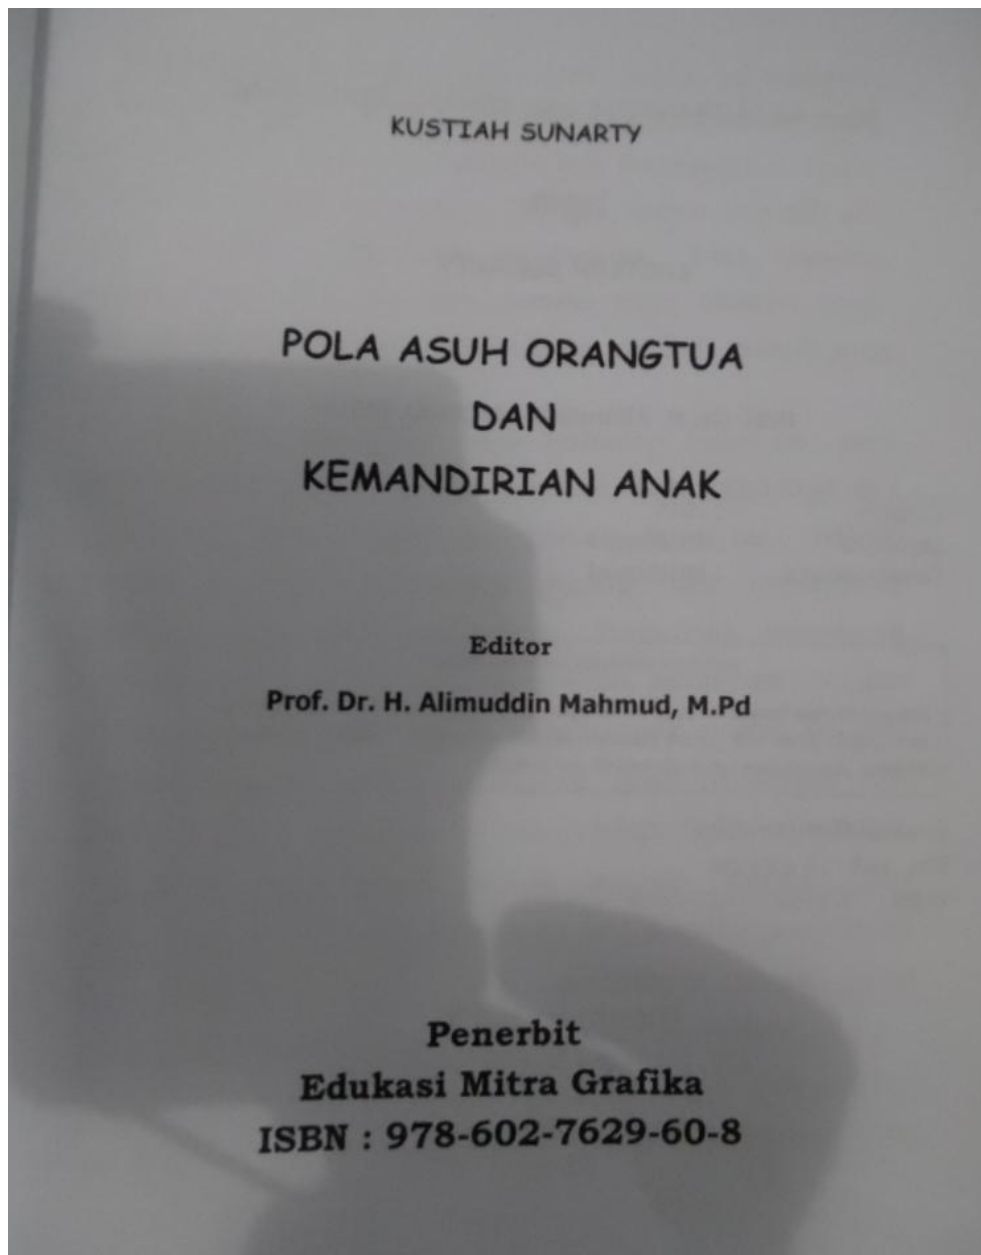 KUSTIAH SUNARTY
POLA ASUH ORANGTUA
DAN
KEMANDIRIAN ANAK
Editor
Prof. Dr. H. Alimuddin Mahmud, M.Pd
Penerbit
Edukasi Mitra Grafika
ISBN : 978-602-7629-60-8